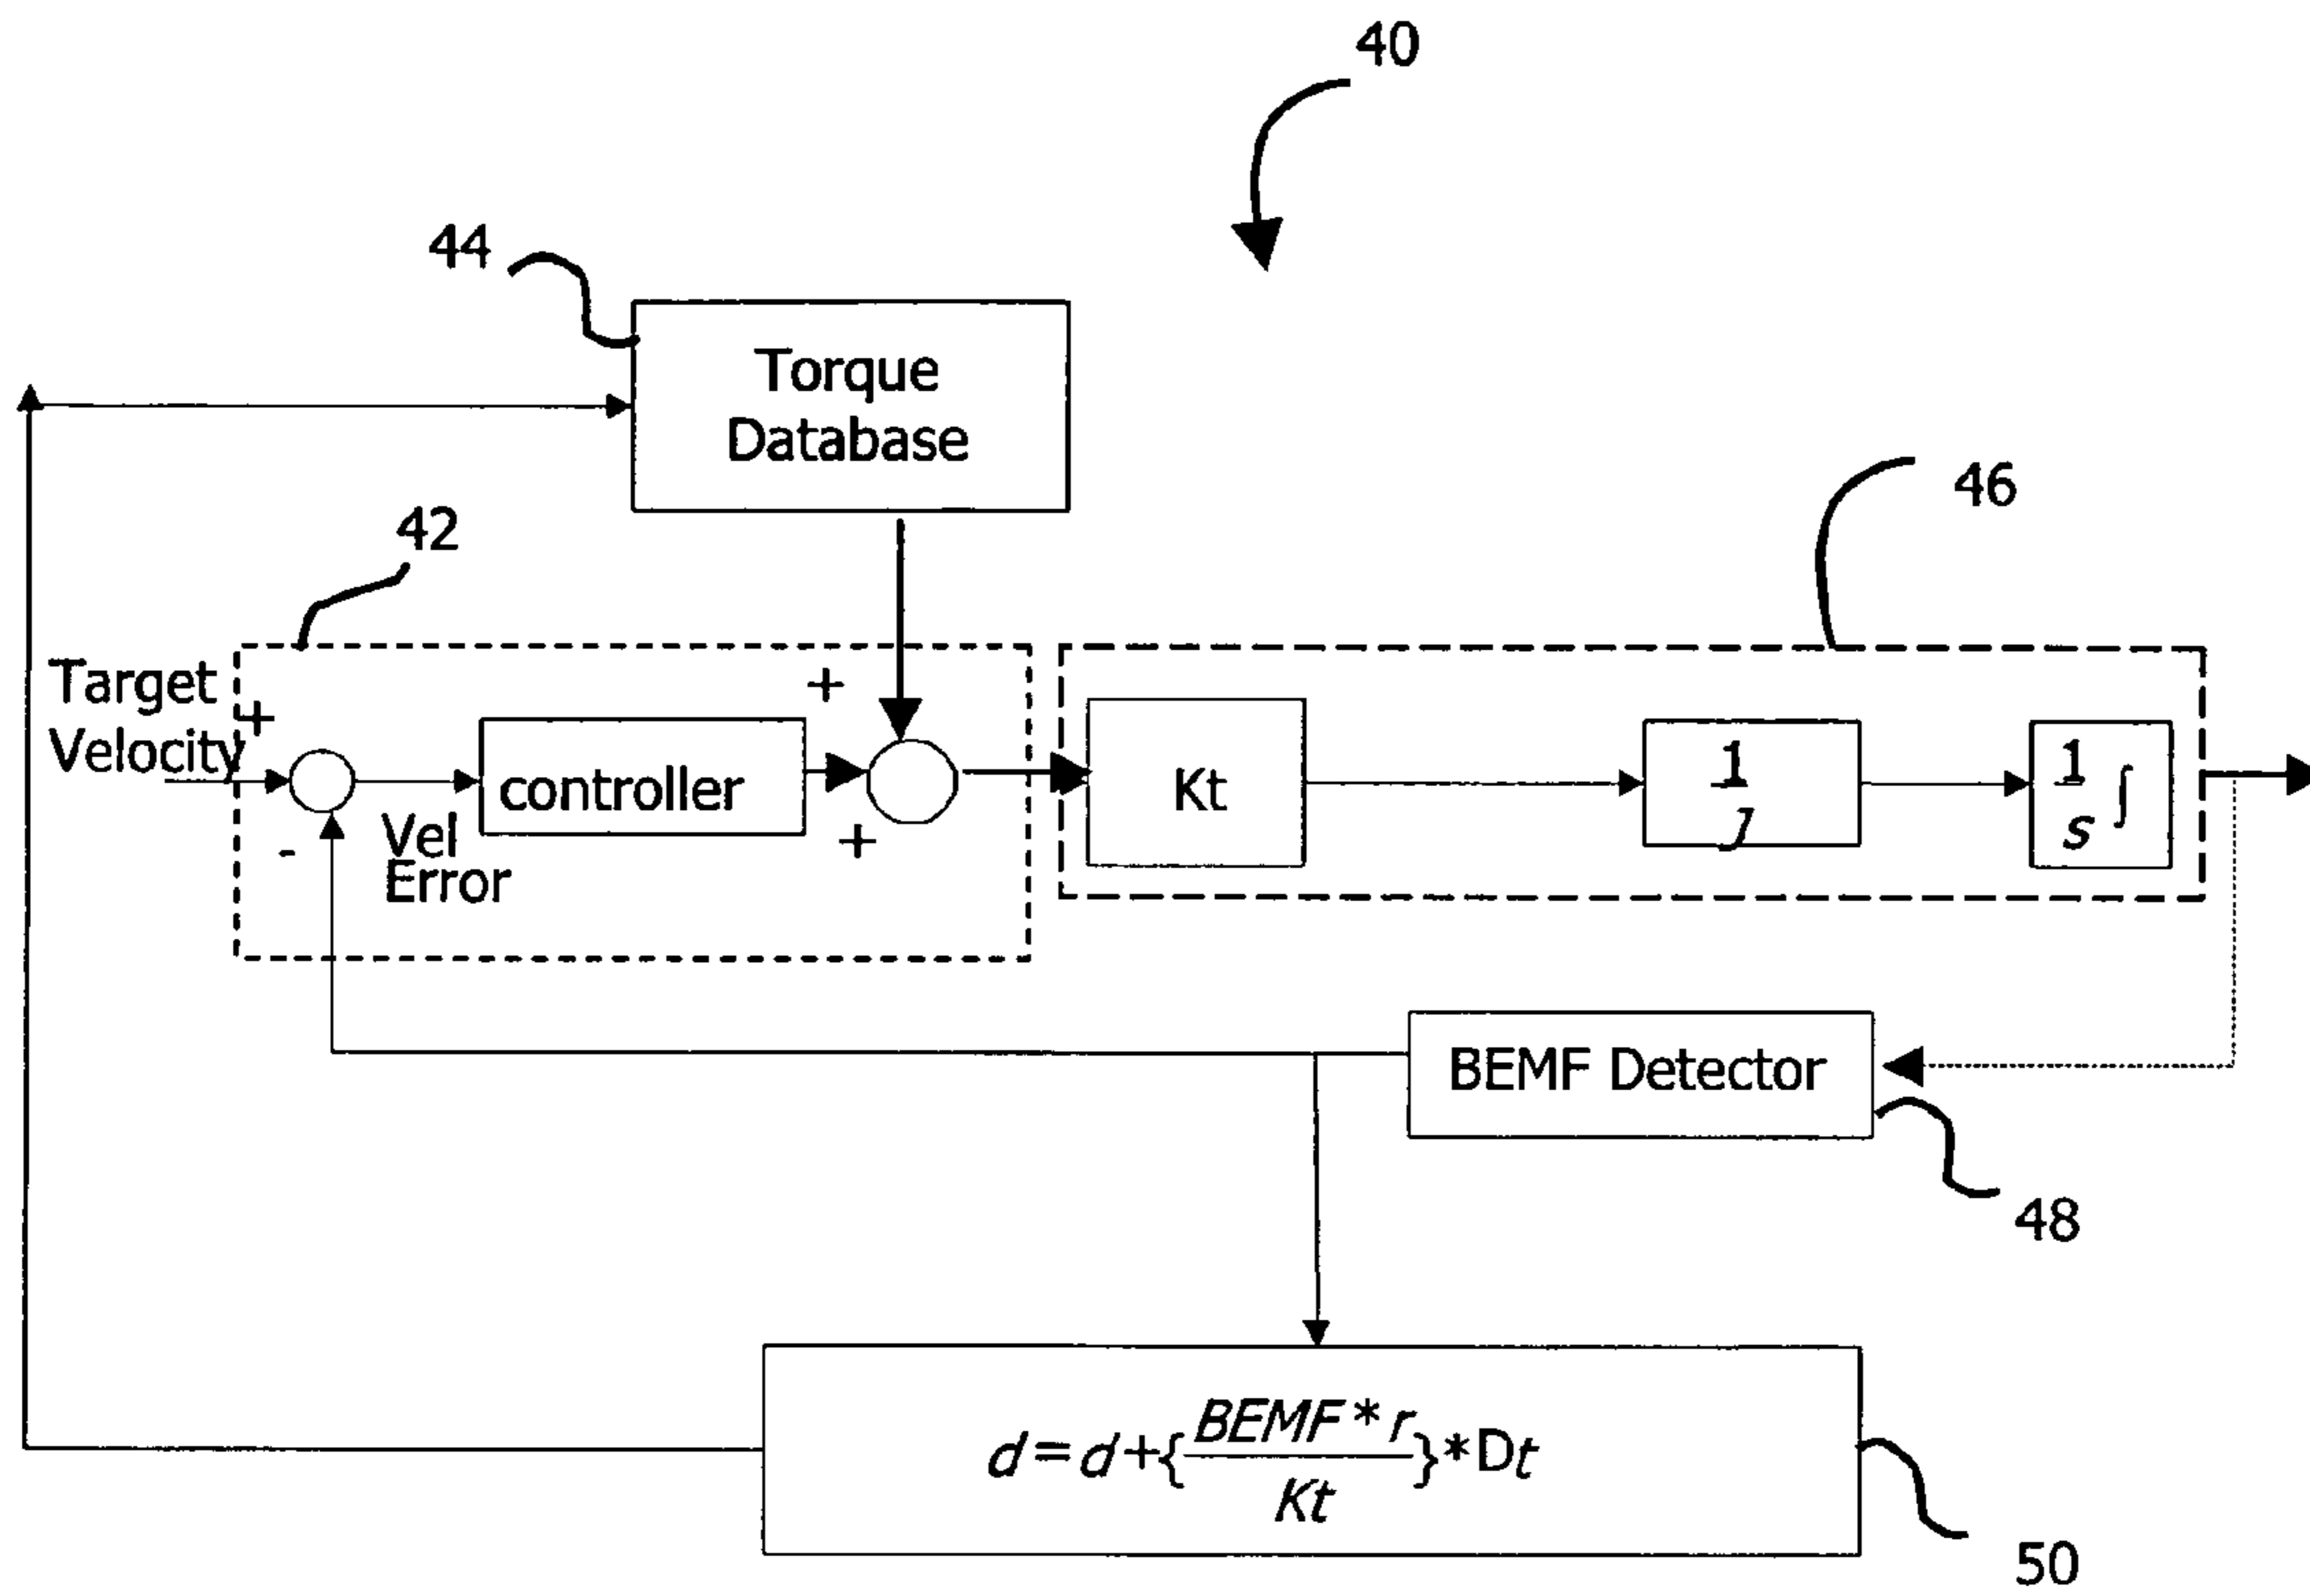 40
44
Torque
Database
46
42
Target
Velocity
+
+
controller
Kt
1
J
1
s
∫
-
Vel
Error
+
BEMF Detector
48
d=d+{BEMF*r/Kt}*Dt
50